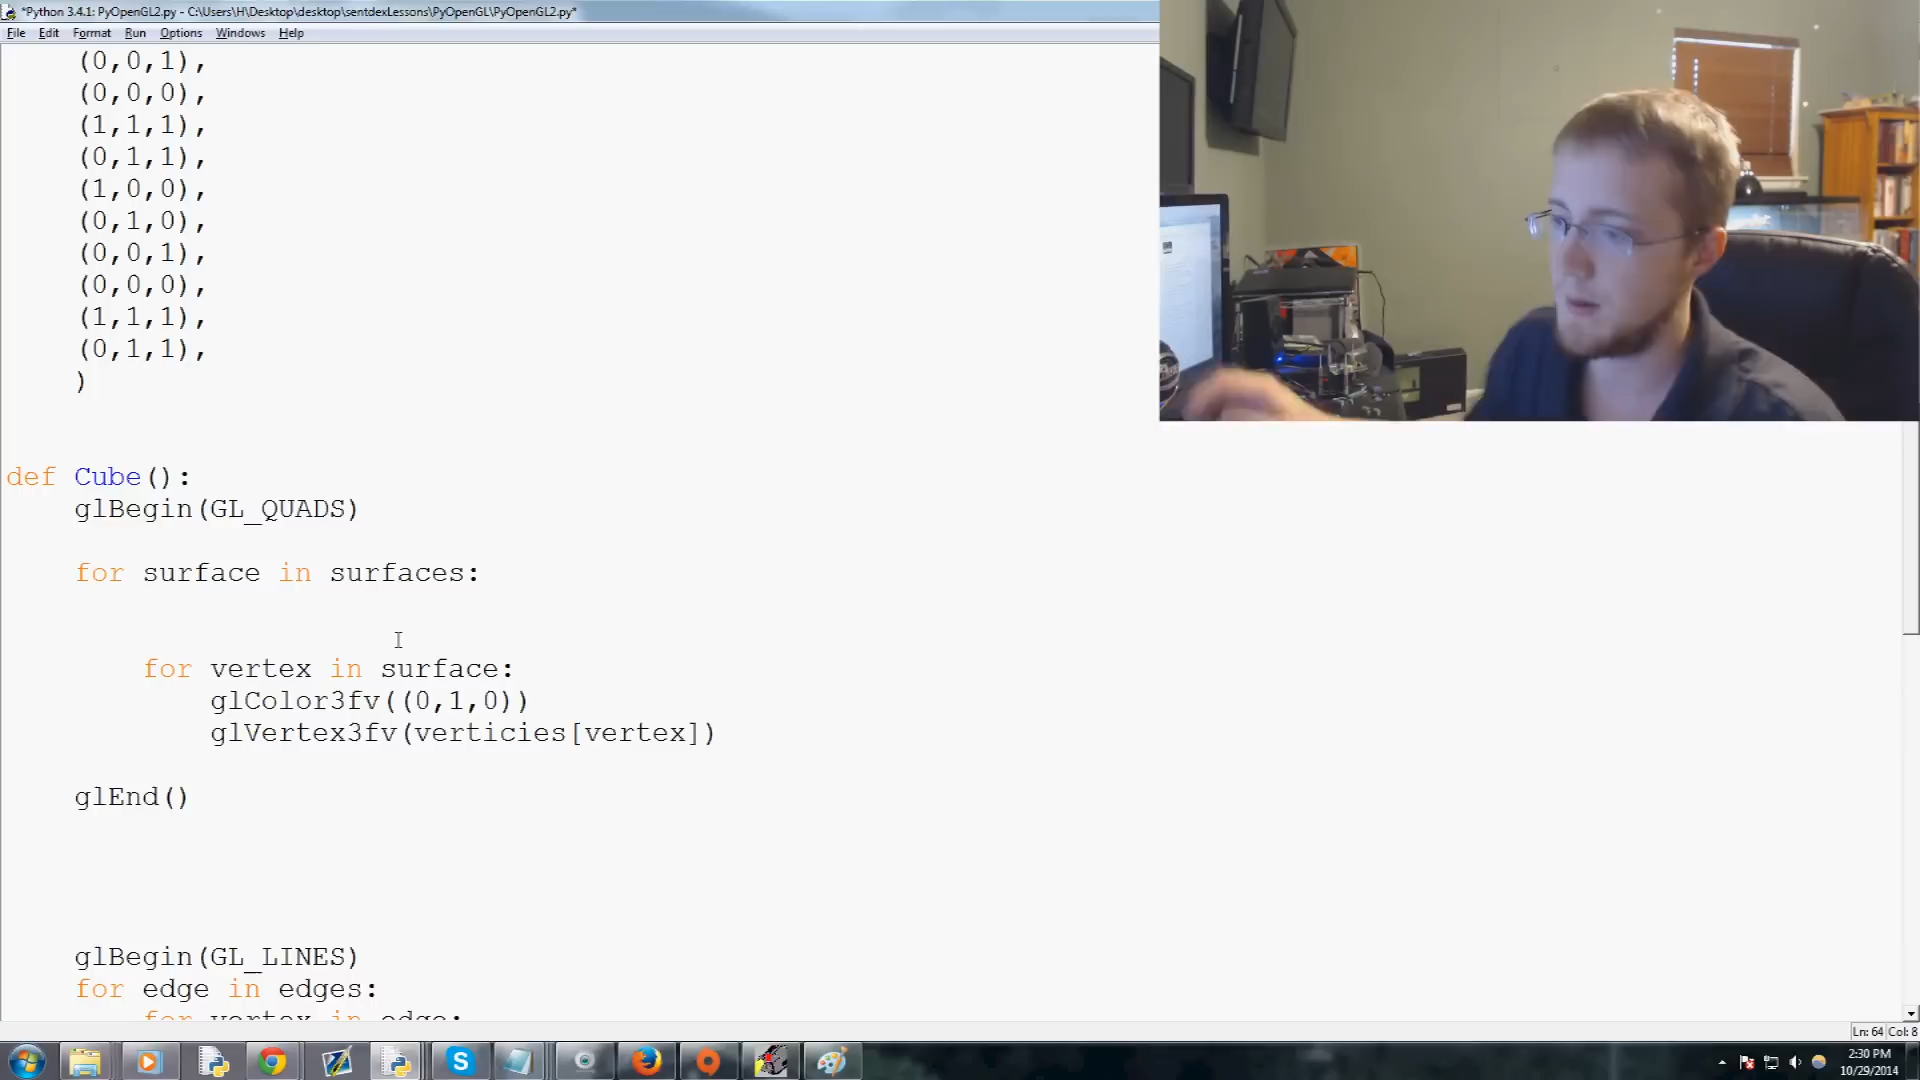 *Python 3.4.1: PyOpenGL2.py - C:\Users\H\Desktop\desktop\sentdexLessons\PyOpenGL\PyOpenGL2.py*
File Edit Format Run Options Windows Help
(0,0,1),
(0,0,0),
(1,1,1),
(0,1,1),
(1,0,0),
(0,1,0),
(0,0,1),
(0,0,0),
(1,1,1),
(0,1,1),
)
def Cube():
glBegin(GL_QUADS)
for surface in surfaces:
for vertex in surface:
glColor3fv((0,1,0))
glVertex3fv(verticies[vertex])
glEnd()
glBegin(GL_LINES)
for edge in edges:
for vertex in edge:
Ln: 64 Col: 8
2:30 PM
10/29/2014